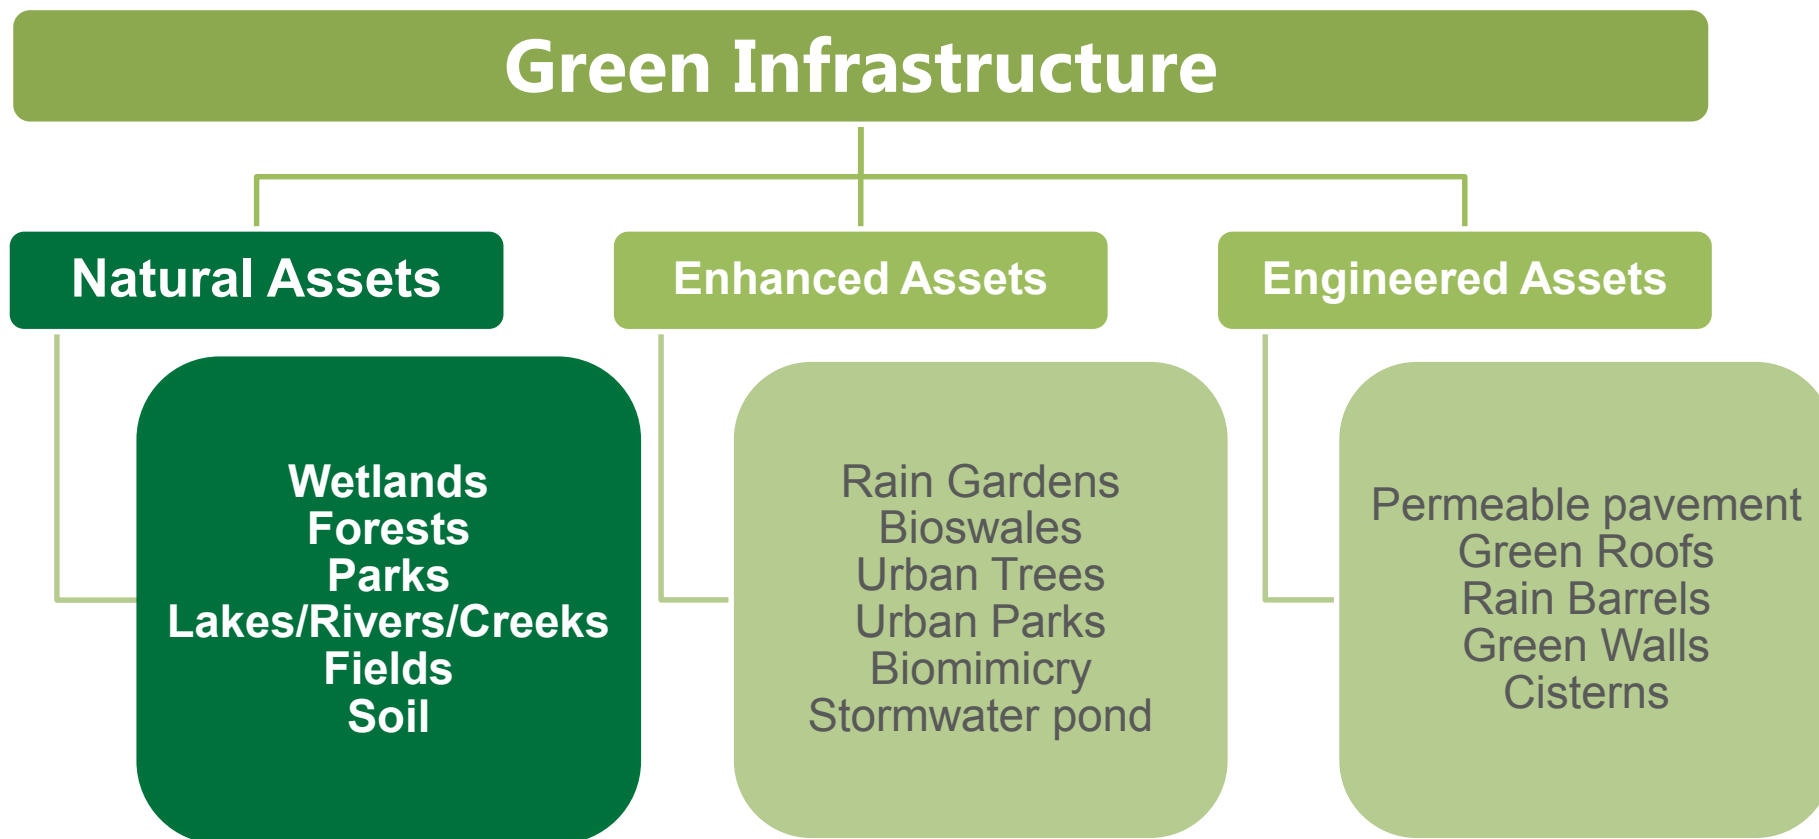 Green Infrastructure
Natural Assets
Wetlands
Forests
Parks
Lakes/Rivers/Creeks
Fields
Soil
Enhanced Assets
Rain Gardens
Bioswales
Urban Trees
Urban Parks
Biomimicry
Stormwater pond
Engineered Assets
Permeable pavement
Green Roofs
Rain Barrels
Green Walls
Cisterns